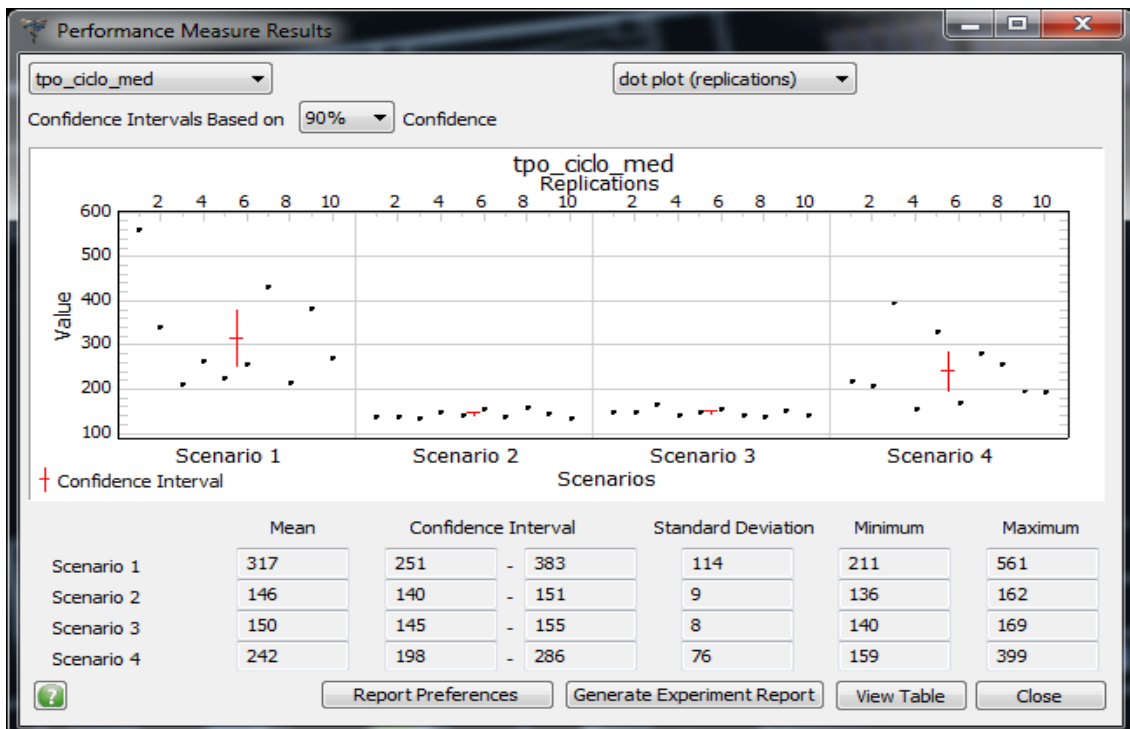 Performance Measure Results
tpo_ciclo_med
dot plot (replications)
Confidence Intervals Based on 90% Confidence
tpo_ciclo_med
Replications
2 4 6 8 10 2 4 6 8 10 2 4 6 8 10 2 4 6 8 10
600
500
400
300
200
100
Value
Scenario 1 Scenario 2 Scenario 3 Scenario 4
Confidence Interval
Scenarios
Mean Confidence Interval Standard Deviation Minimum Maximum
Scenario 1 317 251 - 383 114 211 561
Scenario 2 146 140 - 151 9 136 162
Scenario 3 150 145 - 155 8 140 169
Scenario 4 242 198 - 286 76 159 399
? Report Preferences Generate Experiment Report View Table Close